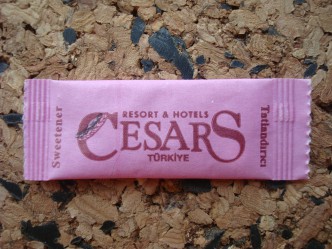 Sweetener
RESORT & HOTELS
CESARS
TÜRKİYE
Tatlandırıcı